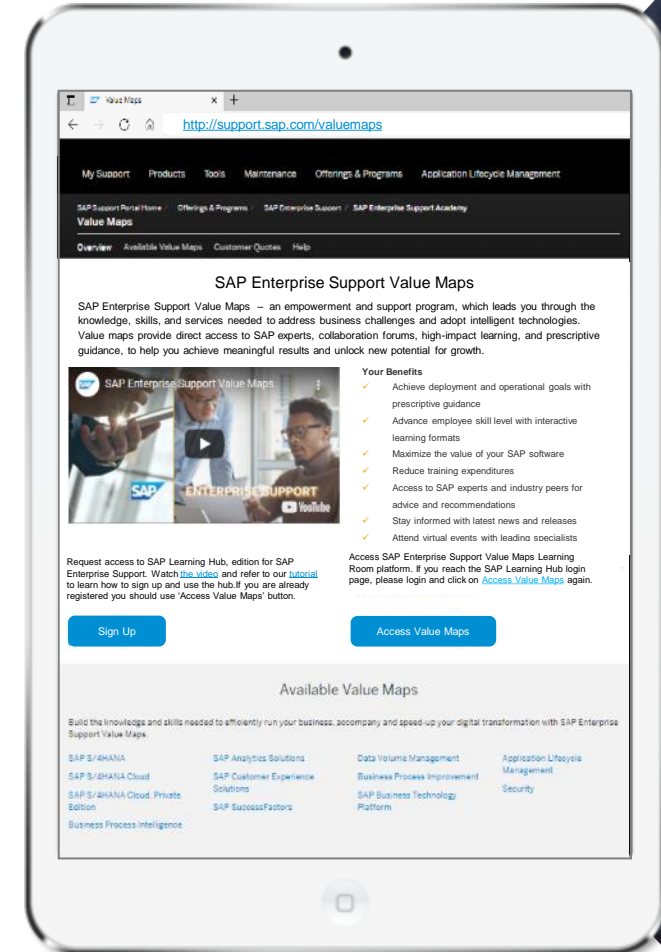 Value Maps
http://support.sap.com/valuemaps
My Support Products Tools Maintenance Offerings & Programs Application Lifecycle Management
SAP Support Portal Home / Offerings & Programs / SAP Enterprise Support / SAP Enterprise Support Academy
Value Maps
Overview Available Value Maps Customer Quotes Help
SAP Enterprise Support Value Maps
SAP Enterprise Support Value Maps – an empowerment and support program, which leads you through the
knowledge, skills, and services needed to address business challenges and adopt intelligent technologies.
Value maps provide direct access to SAP experts, collaboration forums, high-impact learning, and prescriptive
guidance, to help you achieve meaningful results and unlock new potential for growth.
SAP Enterprise Support Value Maps
SAP ENTERPRISE SUPPORT
YouTube
Your Benefits
✓ Achieve deployment and operational goals with
prescriptive guidance
✓ Advance employee skill level with interactive
learning formats
✓ Maximize the value of your SAP software
✓ Reduce training expenditures
✓ Access to SAP experts and industry peers for
advice and recommendations
✓ Stay informed with latest news and releases
✓ Attend virtual events with leading specialists
Request access to SAP Learning Hub, edition for SAP
Enterprise Support. Watch the video and refer to our tutorial
to learn how to sign up and use the hub.If you are already
registered you should use ‘Access Value Maps’ button.
Access SAP Enterprise Support Value Maps Learning
Room platform. If you reach the SAP Learning Hub login
page, please login and click on Access Value Maps again.
Sign Up
Access Value Maps
Available Value Maps
Build the knowledge and skills needed to efficiently run your business, accompany and speed-up your digital transformation with SAP Enterprise
Support Value Maps.
SAP S/4HANA
SAP S/4HANA Cloud
SAP S/4HANA Cloud, Private
Edition
Business Process Intelligence
SAP Analytics Solutions
SAP Customer Experience
Solutions
SAP SuccessFactors
Data Volume Management
Business Process Improvement
SAP Business Technology
Platform
Application Lifecycle
Management
Security